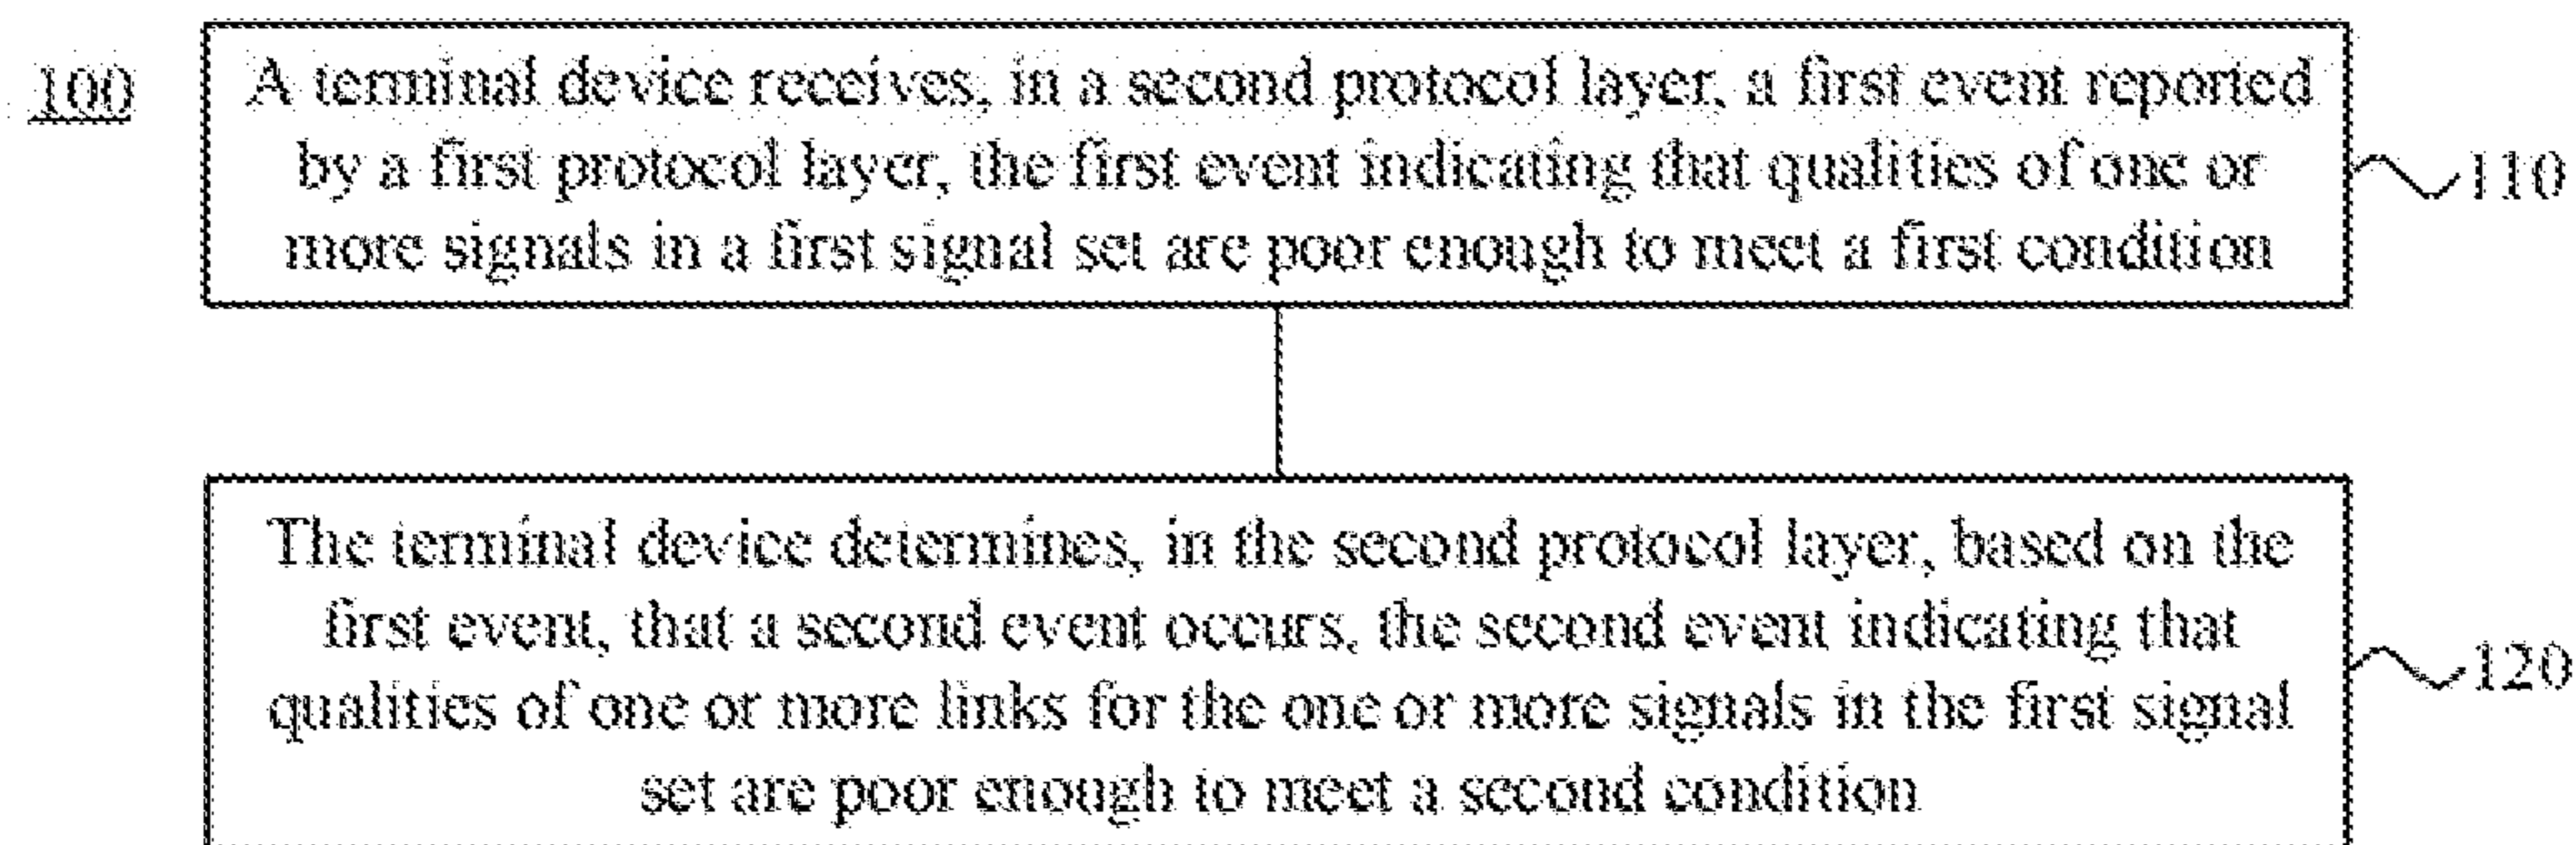 100
A terminal device receives, in a second protocol layer, a first event reported
by a first protocol layer, the first event indicating that qualities of one or
more signals in a first signal set are poor enough to meet a first condition
110
The terminal device determines, in the second protocol layer, based on the
first event, that a second event occurs, the second event indicating that
qualities of one or more links for the one or more signals in the first signal
set are poor enough to meet a second condition
120